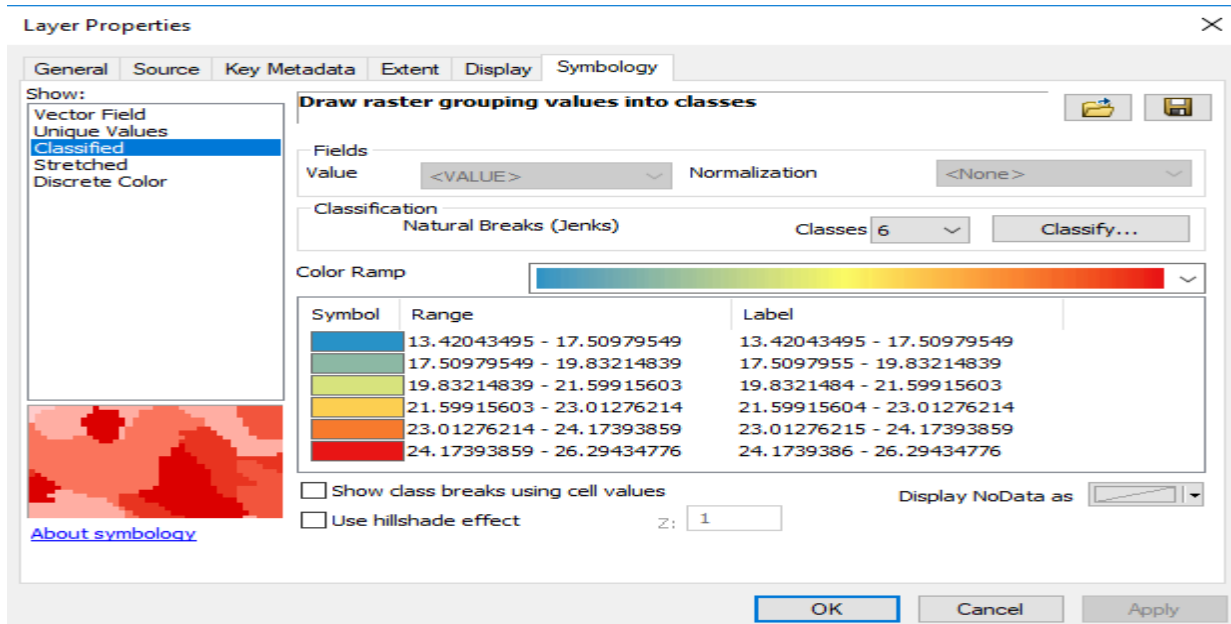 Layer Properties
General Source Key Metadata Extent Display Symbology
Show:
Vector Field
Unique Values
Classified
Stretched
Discrete Color
Draw raster grouping values into classes
Fields
Value <VALUE> Normalization <None>
Classification
Natural Breaks (Jenks) Classes 6 Classify...
Color Ramp
Symbol Range Label
13.42043495 - 17.50979549 13.42043495 - 17.50979549
17.50979549 - 19.83214839 17.5097955 - 19.83214839
19.83214839 - 21.59915603 19.8321484 - 21.59915603
21.59915603 - 23.01276214 21.59915604 - 23.01276214
23.01276214 - 24.17393859 23.01276215 - 24.17393859
24.17393859 - 26.29434776 24.1739386 - 26.29434776
Show class breaks using cell values Display NoData as
Use hillshade effect Z: 1
About symbology
OK Cancel Apply